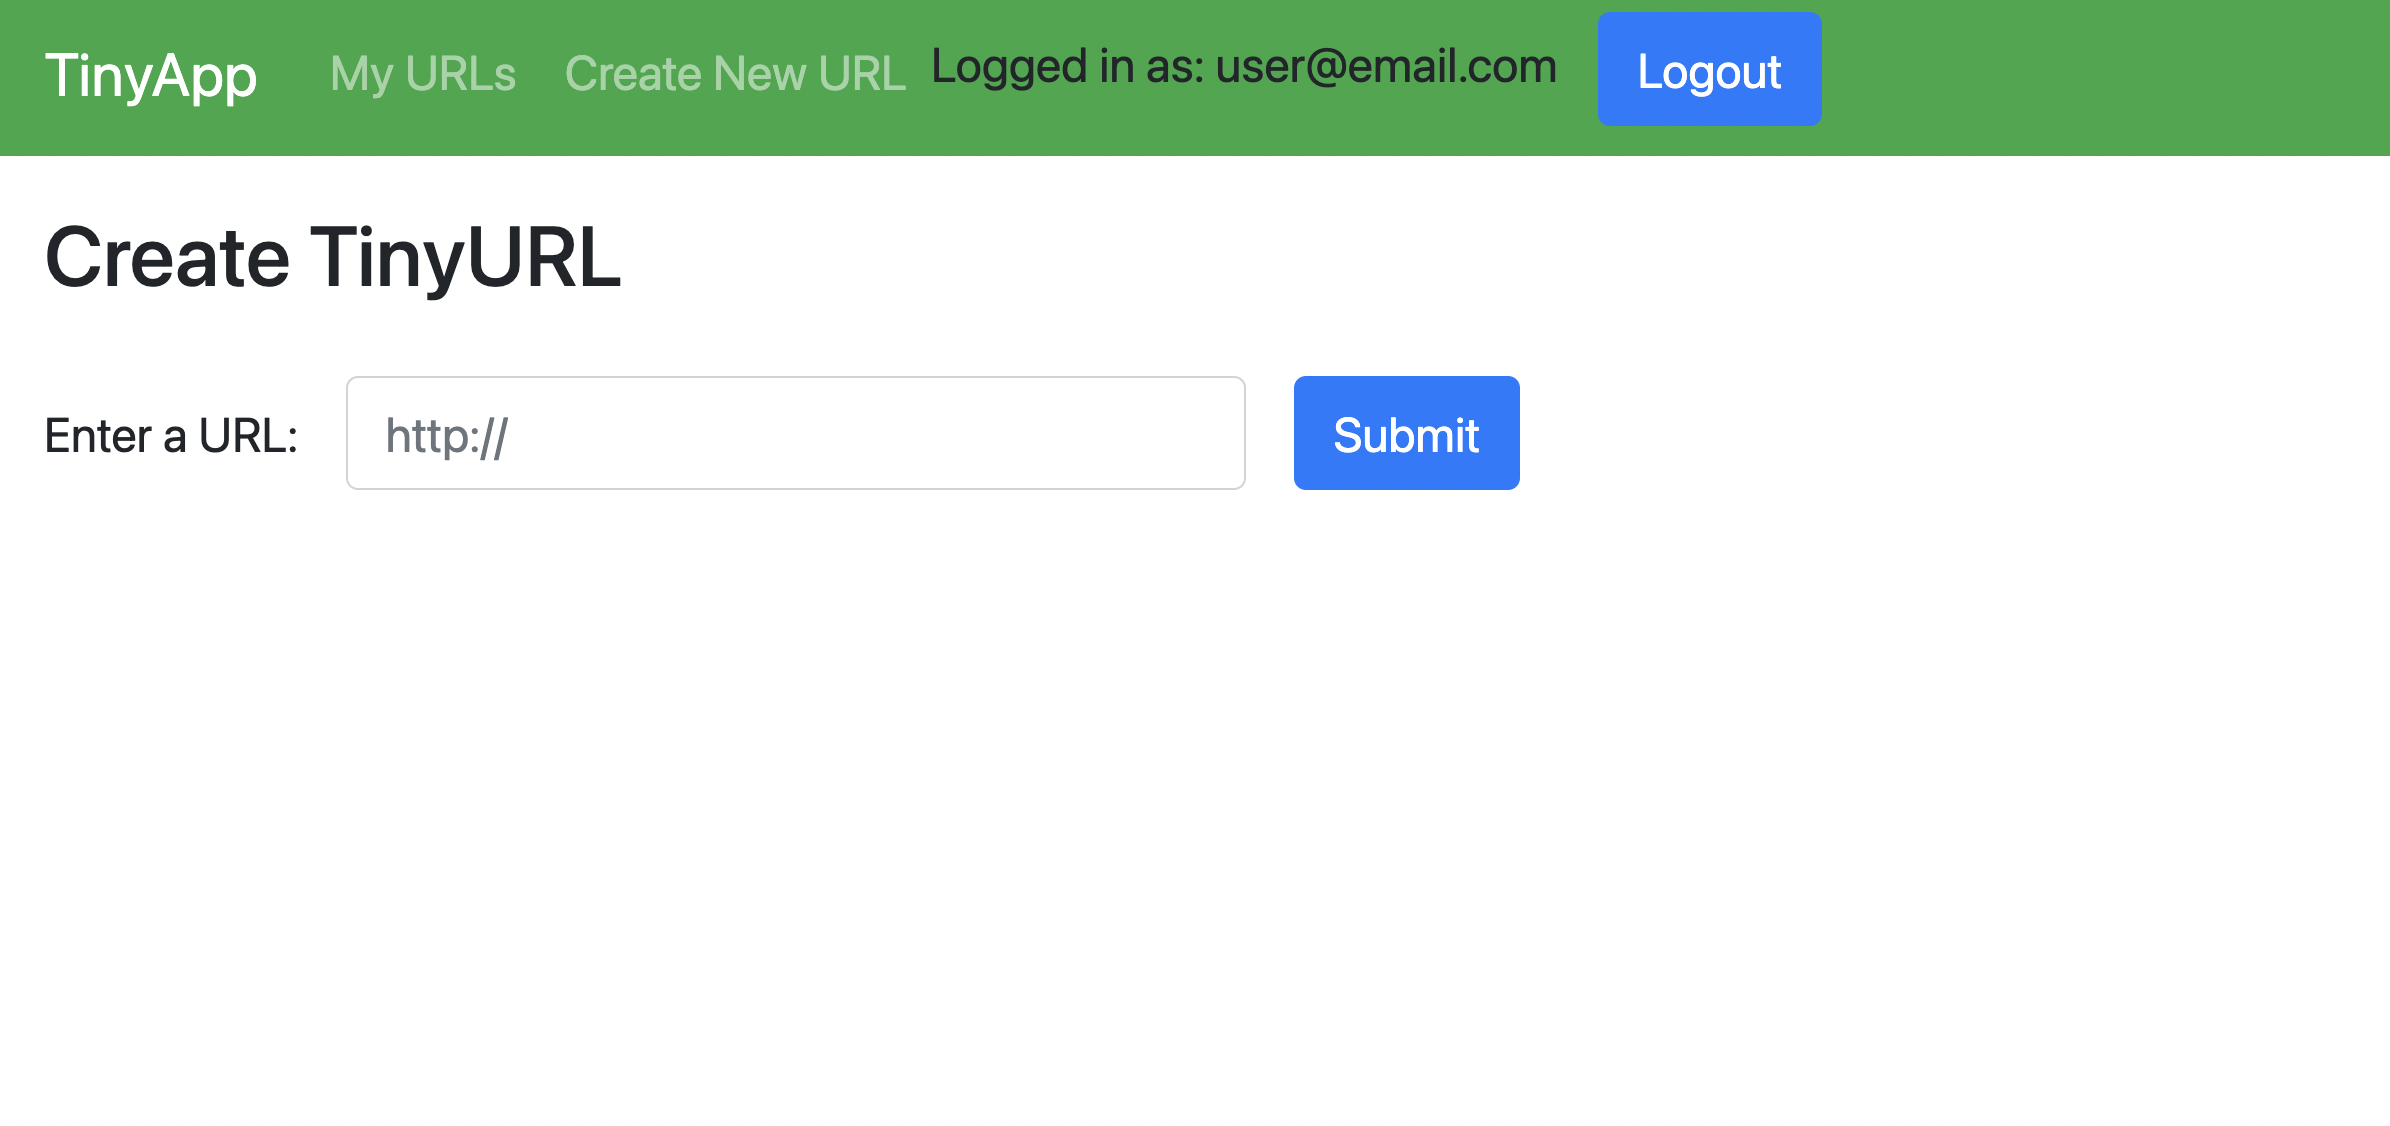 TinyApp My URLs Create New URL Logged in as: user@email.com Logout
Create TinyURL
Enter a URL: http:// Submit